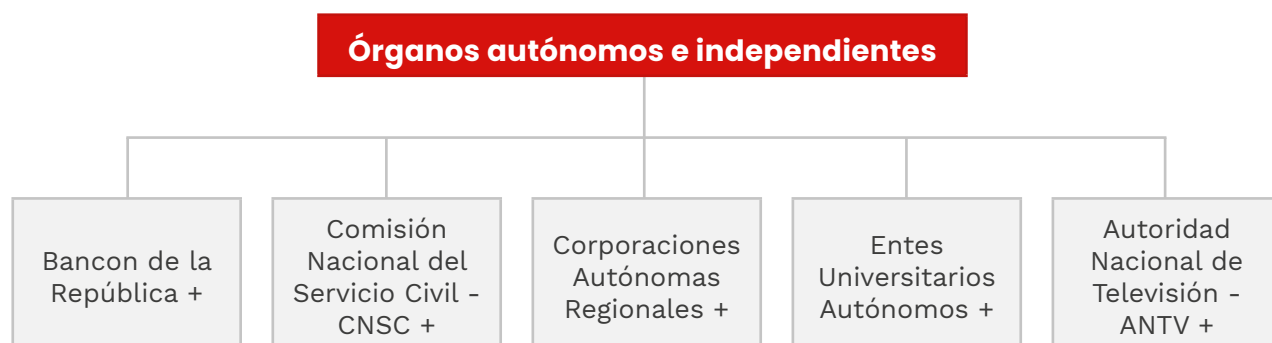 Órganos autónomos e independientes
Bancon de la
República +
Comisión
Nacional del
Servicio Civil -
CNSC +
Corporaciones
Autónomas
Regionales +
Entes
Universitarios
Autónomos +
Autoridad
Nacional de
Televisión -
ANTV +